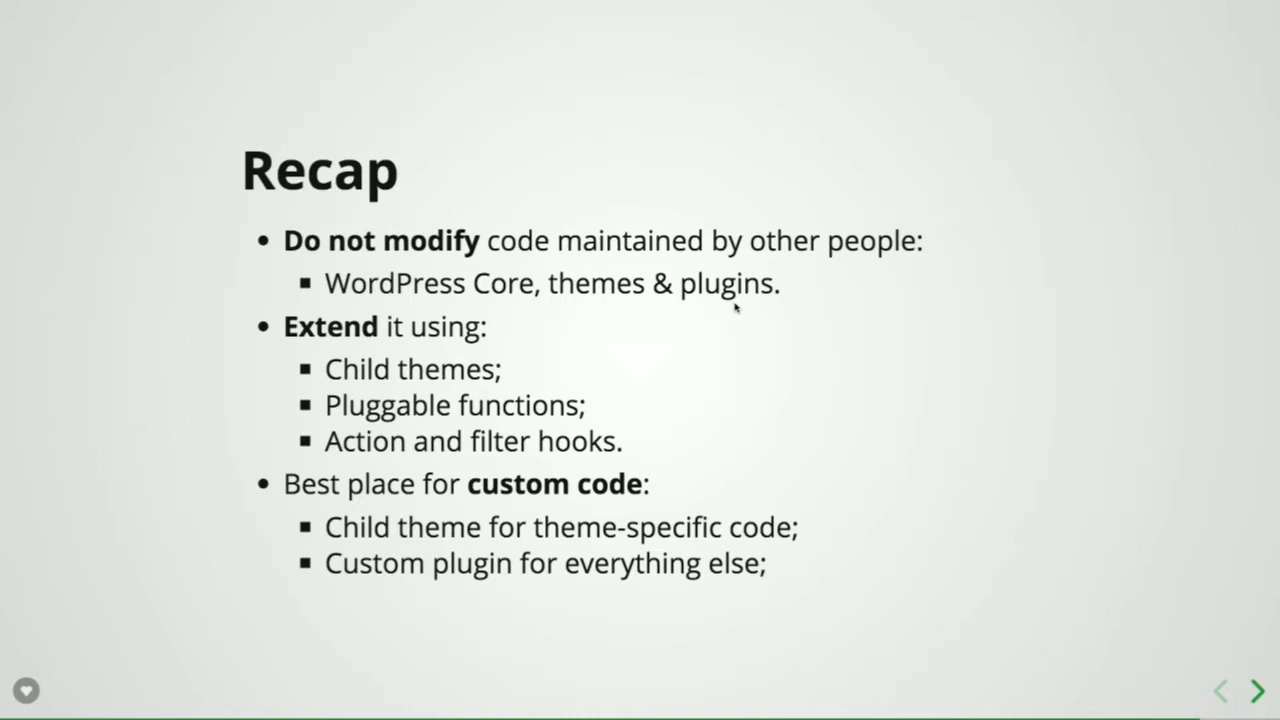 Recap
Do not modify code maintained by other people:
WordPress Core, themes & plugins.
Extend it using:
Child themes;
Pluggable functions;
Action and filter hooks.
Best place for custom code:
Child theme for theme-specific code;
Custom plugin for everything else;